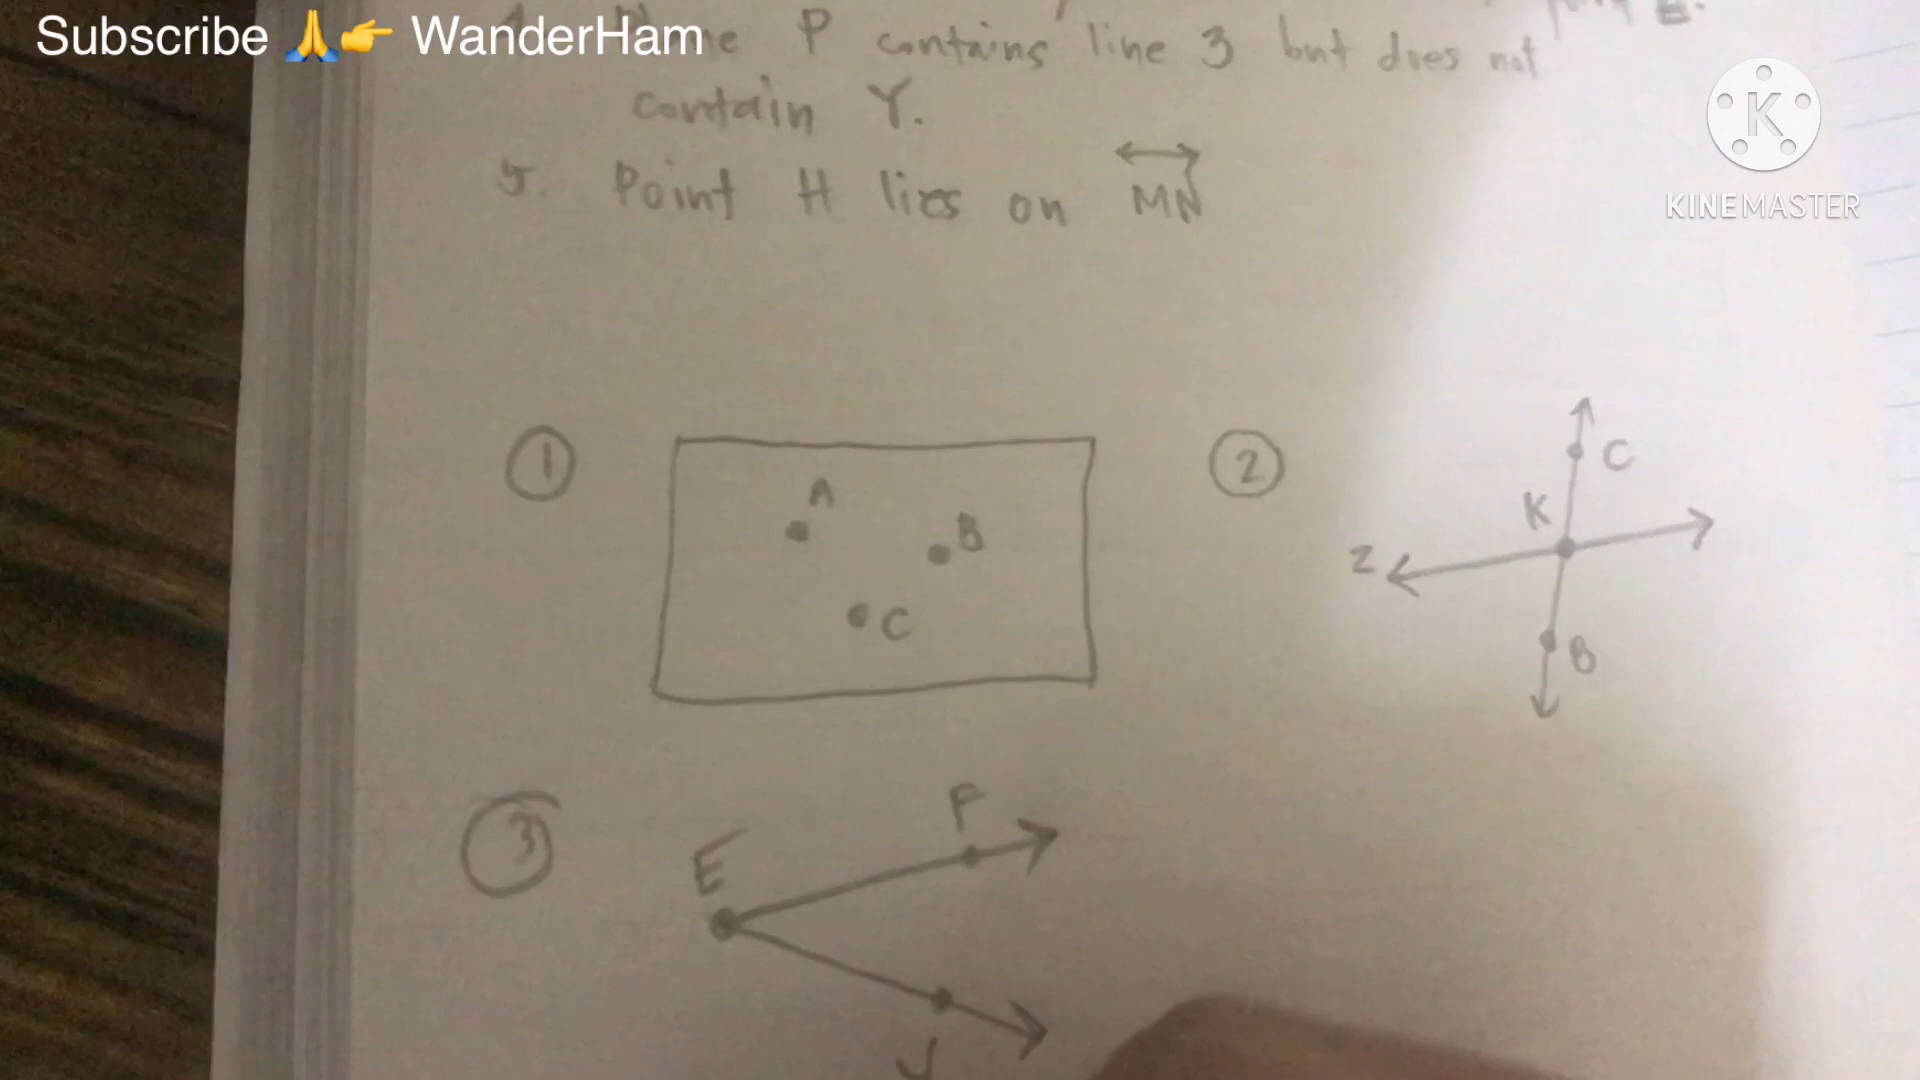 Subscribe 🙏👉 WanderHam
P contains line 3 but does not
contain Y.
5. Point H lies on MN
K
KINEMASTER
1
A
B
C
2
C
K
Z
B
3
E
F
J